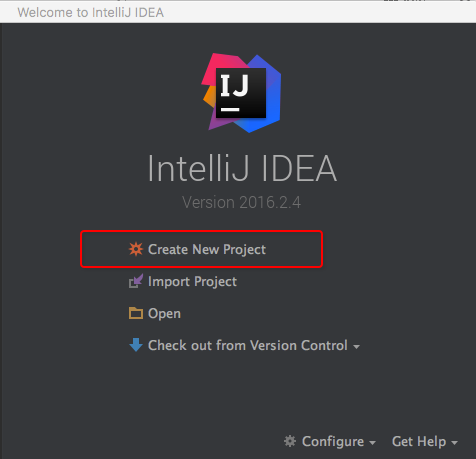 Welcome to IntelliJ IDEA
IJ
IntelliJ IDEA
Version 2016.2.4
Create New Project
Import Project
Open
Check out from Version Control
Configure Get Help